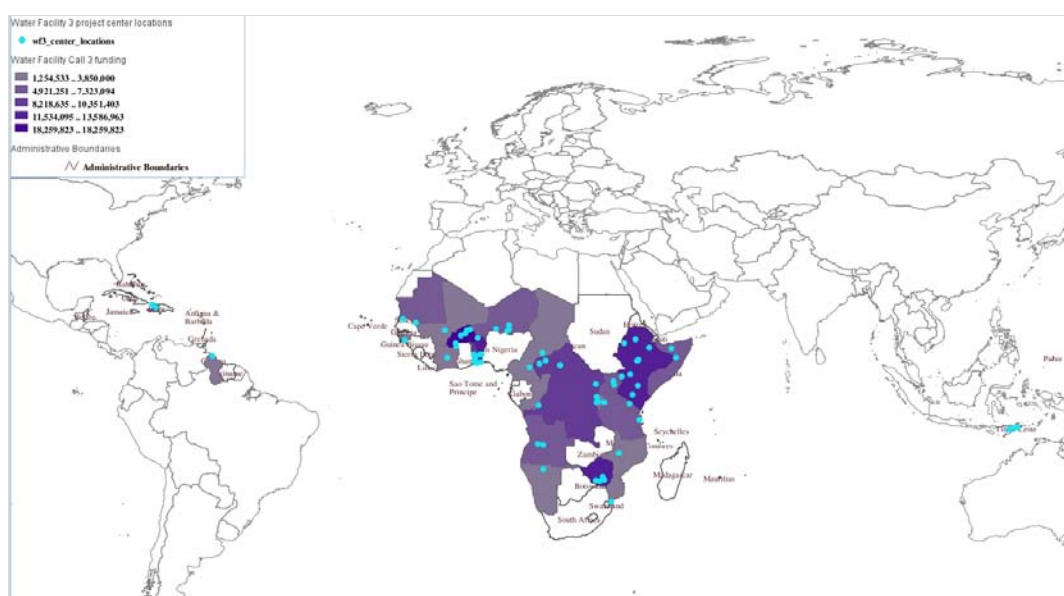 Water Facility 3 project center locations
wf3_center_locations
Water Facility Call 3 funding
1,254,533 .. 3,850,000
4,921,251 .. 7,323,094
8,218,635 .. 10,351,403
11,534,095 .. 13,586,963
18,259,823 .. 18,259,823
Administrative Boundaries
Administrative Boundaries
Jamaica
Antigua &
Barbuda
Grenada
Cape Verde
Guinea Bissau
Sierra
Nigeria
Sudan
Sao Tome and
Principe
Gabon
Seychelles
Comoros
Zambia
Madagascar
Mauritius
Swaziland
South Africa